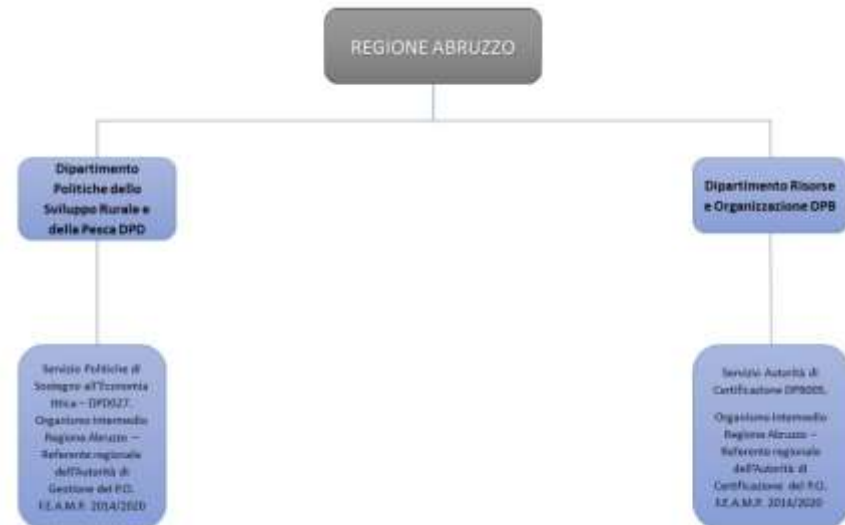 REGIONE ABRUZZO
Dipartimento
Politiche dello
Sviluppo Rurale e
della Pesca DPD
Dipartimento Risorse
e Organizzazione DPB
Servizio Politiche di
Sostegno all'Economia
Ittica – DPD027.
Organismo Intermedio
Regione Abruzzo –
Referente regionale
dell'Autorità di
Gestione del P.O.
F.E.A.M.P. 2014/2020
Servizio Autorità di
Certificazione DPB005.
Organismo Intermedio
Regione Abruzzo –
Referente regionale
dell'Autorità di
Certificazione del P.O.
F.E.A.M.P. 2014/2020